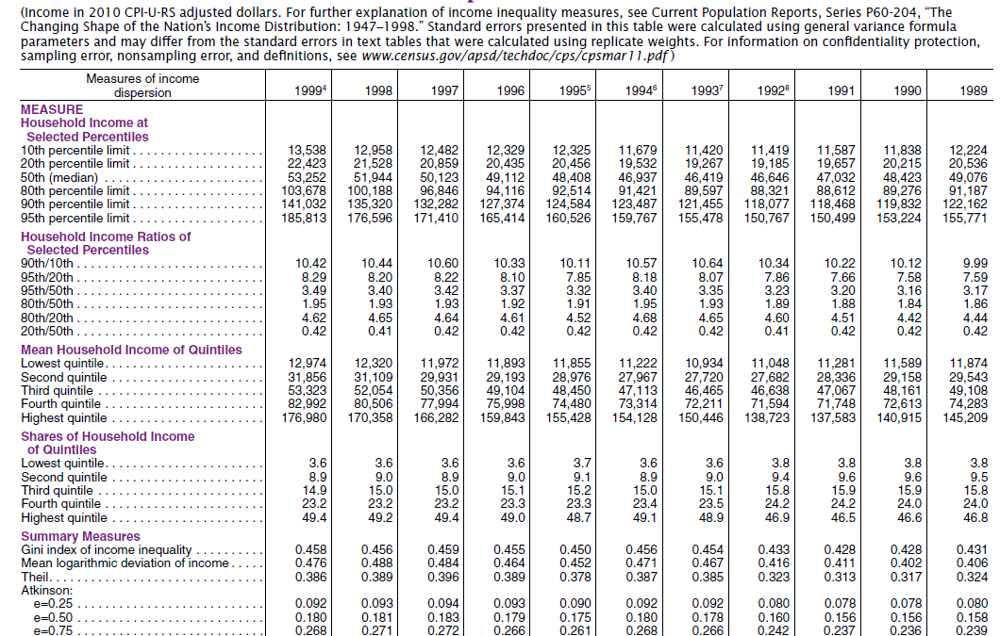 (Income in 2010 CPI-U-RS adjusted dollars. For further explanation of income inequality measures, see Current Population Reports, Series P60-204, “The
Changing Shape of the Nation’s Income Distribution: 1947–1998.” Standard errors presented in this table were calculated using general variance formula
parameters and may differ from the standard errors in text tables that were calculated using replicate weights. For information on confidentiality protection,
sampling error, nonsampling error, and definitions, see www.census.gov/apsd/techdoc/cps/cpsmar11.pdf)
Measures of income
dispersion 1999⁴ 1998 1997 1996 1995⁵ 1994⁶ 1993⁷ 1992⁸ 1991 1990 1989
MEASURE
Household Income at
Selected Percentiles
10th percentile limit . . . . . . . . . . . . . . . . . . . 13,538 12,958 12,482 12,329 12,325 11,679 11,420 11,419 11,587 11,838 12,224
20th percentile limit . . . . . . . . . . . . . . . . . . . 22,423 21,528 20,859 20,435 20,456 19,532 19,267 19,185 19,657 20,215 20,536
50th (median) . . . . . . . . . . . . . . . . . . . . . . . 53,252 51,944 50,123 49,112 48,408 46,937 46,419 46,646 47,032 48,423 49,076
80th percentile limit . . . . . . . . . . . . . . . . . . . 103,678 100,188 96,846 94,116 92,514 91,421 89,597 88,321 88,612 89,276 91,187
90th percentile limit . . . . . . . . . . . . . . . . . . . 141,032 135,320 132,282 127,374 124,584 123,487 121,455 118,077 118,468 119,832 122,162
95th percentile limit . . . . . . . . . . . . . . . . . . . 185,813 176,596 171,410 165,414 160,526 159,767 155,478 150,767 150,499 153,224 155,771
Household Income Ratios of
Selected Percentiles
90th/10th . . . . . . . . . . . . . . . . . . . . . . . . . . . 10.42 10.44 10.60 10.33 10.11 10.57 10.64 10.34 10.22 10.12 9.99
95th/20th . . . . . . . . . . . . . . . . . . . . . . . . . . . 8.29 8.20 8.22 8.10 7.85 8.18 8.07 7.86 7.66 7.58 7.59
95th/50th . . . . . . . . . . . . . . . . . . . . . . . . . . . 3.49 3.40 3.42 3.37 3.32 3.40 3.35 3.23 3.20 3.16 3.17
80th/50th . . . . . . . . . . . . . . . . . . . . . . . . . . . 1.95 1.93 1.93 1.92 1.91 1.95 1.93 1.89 1.88 1.84 1.86
80th/20th . . . . . . . . . . . . . . . . . . . . . . . . . . . 4.62 4.65 4.64 4.61 4.52 4.68 4.65 4.60 4.51 4.42 4.44
20th/50th . . . . . . . . . . . . . . . . . . . . . . . . . . . 0.42 0.41 0.42 0.42 0.42 0.42 0.42 0.41 0.42 0.42 0.42
Mean Household Income of Quintiles
Lowest quintile . . . . . . . . . . . . . . . . . . . . . . . 12,974 12,320 11,972 11,893 11,855 11,222 10,934 11,048 11,281 11,589 11,874
Second quintile . . . . . . . . . . . . . . . . . . . . . . 31,856 31,109 29,931 29,193 28,976 27,967 27,720 27,682 28,336 29,158 29,543
Third quintile . . . . . . . . . . . . . . . . . . . . . . . . 53,323 52,054 50,356 49,104 48,450 47,113 46,465 46,638 47,067 48,161 49,108
Fourth quintile . . . . . . . . . . . . . . . . . . . . . . . 82,992 80,506 77,994 75,998 74,480 73,314 72,211 71,594 71,748 72,613 74,283
Highest quintile . . . . . . . . . . . . . . . . . . . . . . 176,980 170,358 166,282 159,843 155,428 154,128 150,446 138,723 137,583 140,915 145,209
Shares of Household Income
of Quintiles
Lowest quintile . . . . . . . . . . . . . . . . . . . . . . . 3.6 3.6 3.6 3.6 3.7 3.6 3.6 3.8 3.8 3.8 3.8
Second quintile . . . . . . . . . . . . . . . . . . . . . . 8.9 9.0 8.9 9.0 9.1 8.9 9.0 9.4 9.6 9.6 9.5
Third quintile . . . . . . . . . . . . . . . . . . . . . . . . 14.9 15.0 15.0 15.1 15.2 15.0 15.1 15.8 15.9 15.9 15.8
Fourth quintile . . . . . . . . . . . . . . . . . . . . . . . 23.2 23.2 23.2 23.3 23.3 23.4 23.5 24.2 24.2 24.0 24.0
Highest quintile . . . . . . . . . . . . . . . . . . . . . . 49.4 49.2 49.4 49.0 48.7 49.1 48.9 46.9 46.5 46.6 46.8
Summary Measures
Gini index of income inequality . . . . . . . . . . 0.458 0.456 0.459 0.455 0.450 0.456 0.454 0.433 0.428 0.428 0.431
Mean logarithmic deviation of income . . . . . 0.476 0.488 0.484 0.464 0.452 0.471 0.467 0.416 0.411 0.402 0.406
Theil. . . . . . . . . . . . . . . . . . . . . . . . . . . . . . . 0.386 0.389 0.396 0.389 0.378 0.387 0.385 0.323 0.313 0.317 0.324
Atkinson:
e=0.25 . . . . . . . . . . . . . . . . . . . . . . . . . . . 0.092 0.093 0.094 0.093 0.090 0.092 0.092 0.080 0.078 0.078 0.080
e=0.50 . . . . . . . . . . . . . . . . . . . . . . . . . . . 0.180 0.181 0.183 0.179 0.175 0.180 0.178 0.160 0.156 0.156 0.158
e=0.75 . . . . . . . . . . . . . . . . . . . . . . . . . . . 0.268 0.271 0.272 0.266 0.261 0.268 0.266 0.242 0.237 0.236 0.239